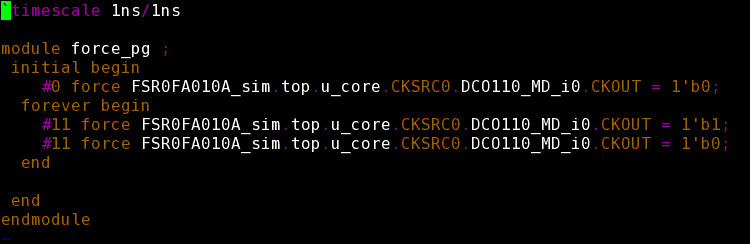 `timescale 1ns/1ns
module force_pg ;
initial begin
#0 force FSR0FA010A_sim.top.u_core.CKSRC0.DCO110_MD_i0.CKOUT = 1'b0;
forever begin
#11 force FSR0FA010A_sim.top.u_core.CKSRC0.DCO110_MD_i0.CKOUT = 1'b1;
#11 force FSR0FA010A_sim.top.u_core.CKSRC0.DCO110_MD_i0.CKOUT = 1'b0;
end
end
endmodule
~